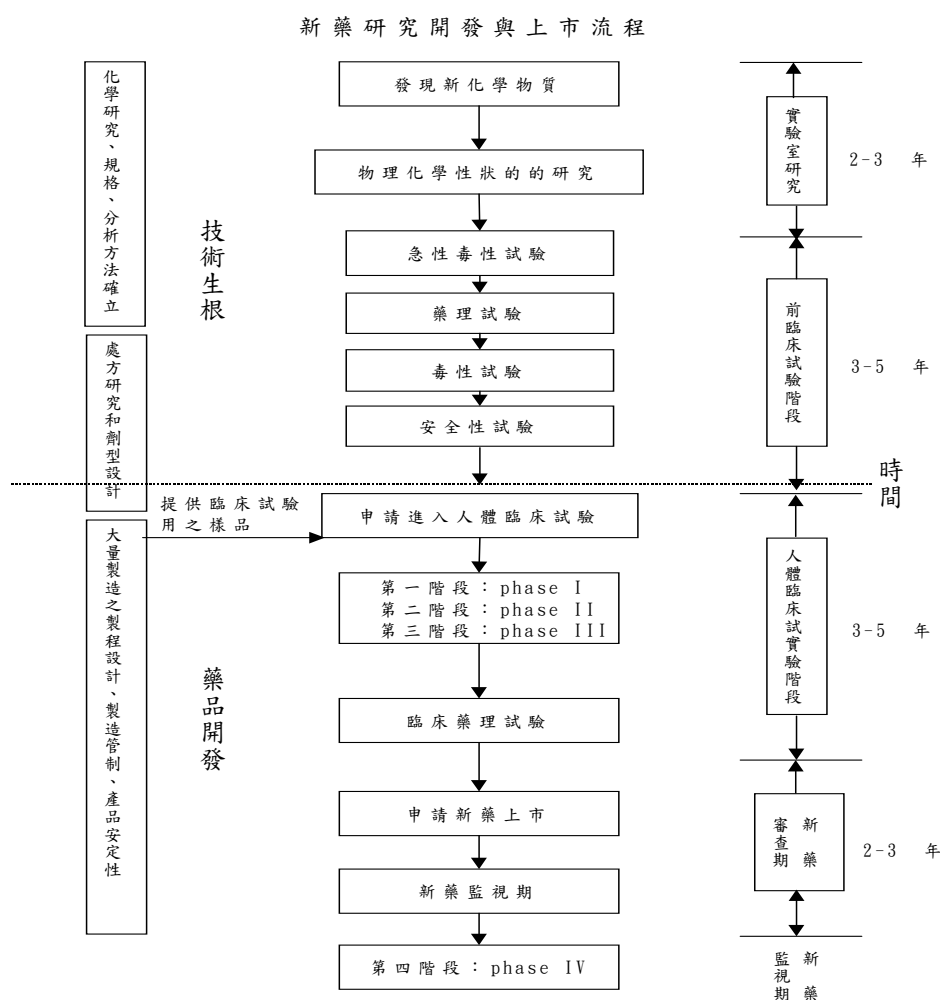 新藥研究開發與上市流程
化學研究、規格、分析方法確立
處方研究和劑型設計
大量製造之製程設計、製造管制、產品安定性
技術生根
藥品開發
發現新化學物質
物理化學性狀的的研究
急性毒性試驗
藥理試驗
毒性試驗
安全性試驗
提供臨床試驗
用之樣品
申請進入人體臨床試驗
第一階段：phase I
第二階段：phase II
第三階段：phase III
臨床藥理試驗
申請新藥上市
新藥監視期
第四階段：phase IV
實驗室研究
2-3 年
前臨床試驗階段
3-5 年
時間
人體臨床試實驗階段
3-5 年
新藥
審查期
2-3 年
新藥
監視期